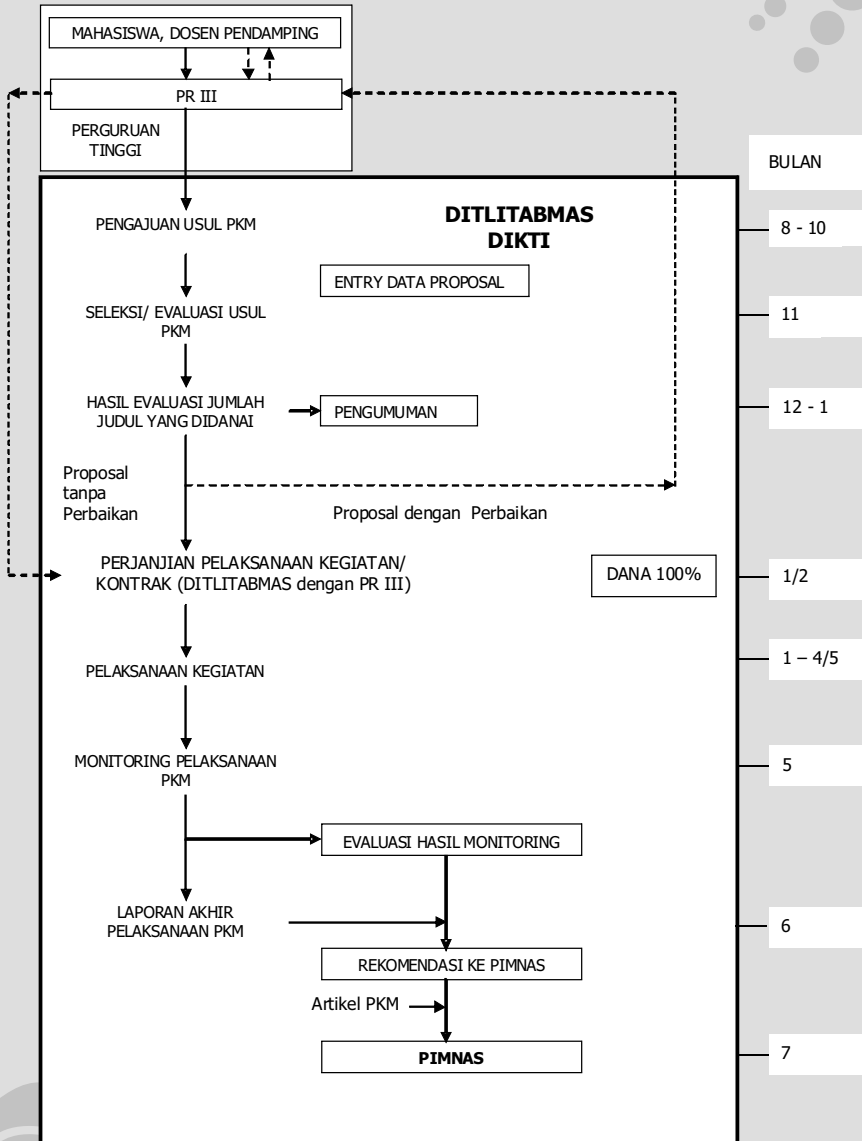 MAHASISWA, DOSEN PENDAMPING
PR III
PERGURUAN
TINGGI
BULAN
PENGAJUAN USUL PKM
DITLITABMAS
DIKTI
8 - 10
ENTRY DATA PROPOSAL
SELEKSI/ EVALUASI USUL
PKM
11
HASIL EVALUASI JUMLAH
JUDUL YANG DIDANAI
PENGUMUMAN
12 - 1
Proposal
tanpa
Perbaikan
Proposal dengan Perbaikan
PERJANJIAN PELAKSANAAN KEGIATAN/
KONTRAK (DITLITABMAS dengan PR III)
DANA 100%
1/2
PELAKSANAAN KEGIATAN
1 – 4/5
MONITORING PELAKSANAAN
PKM
5
EVALUASI HASIL MONITORING
LAPORAN AKHIR
PELAKSANAAN PKM
6
REKOMENDASI KE PIMNAS
Artikel PKM
PIMNAS
7